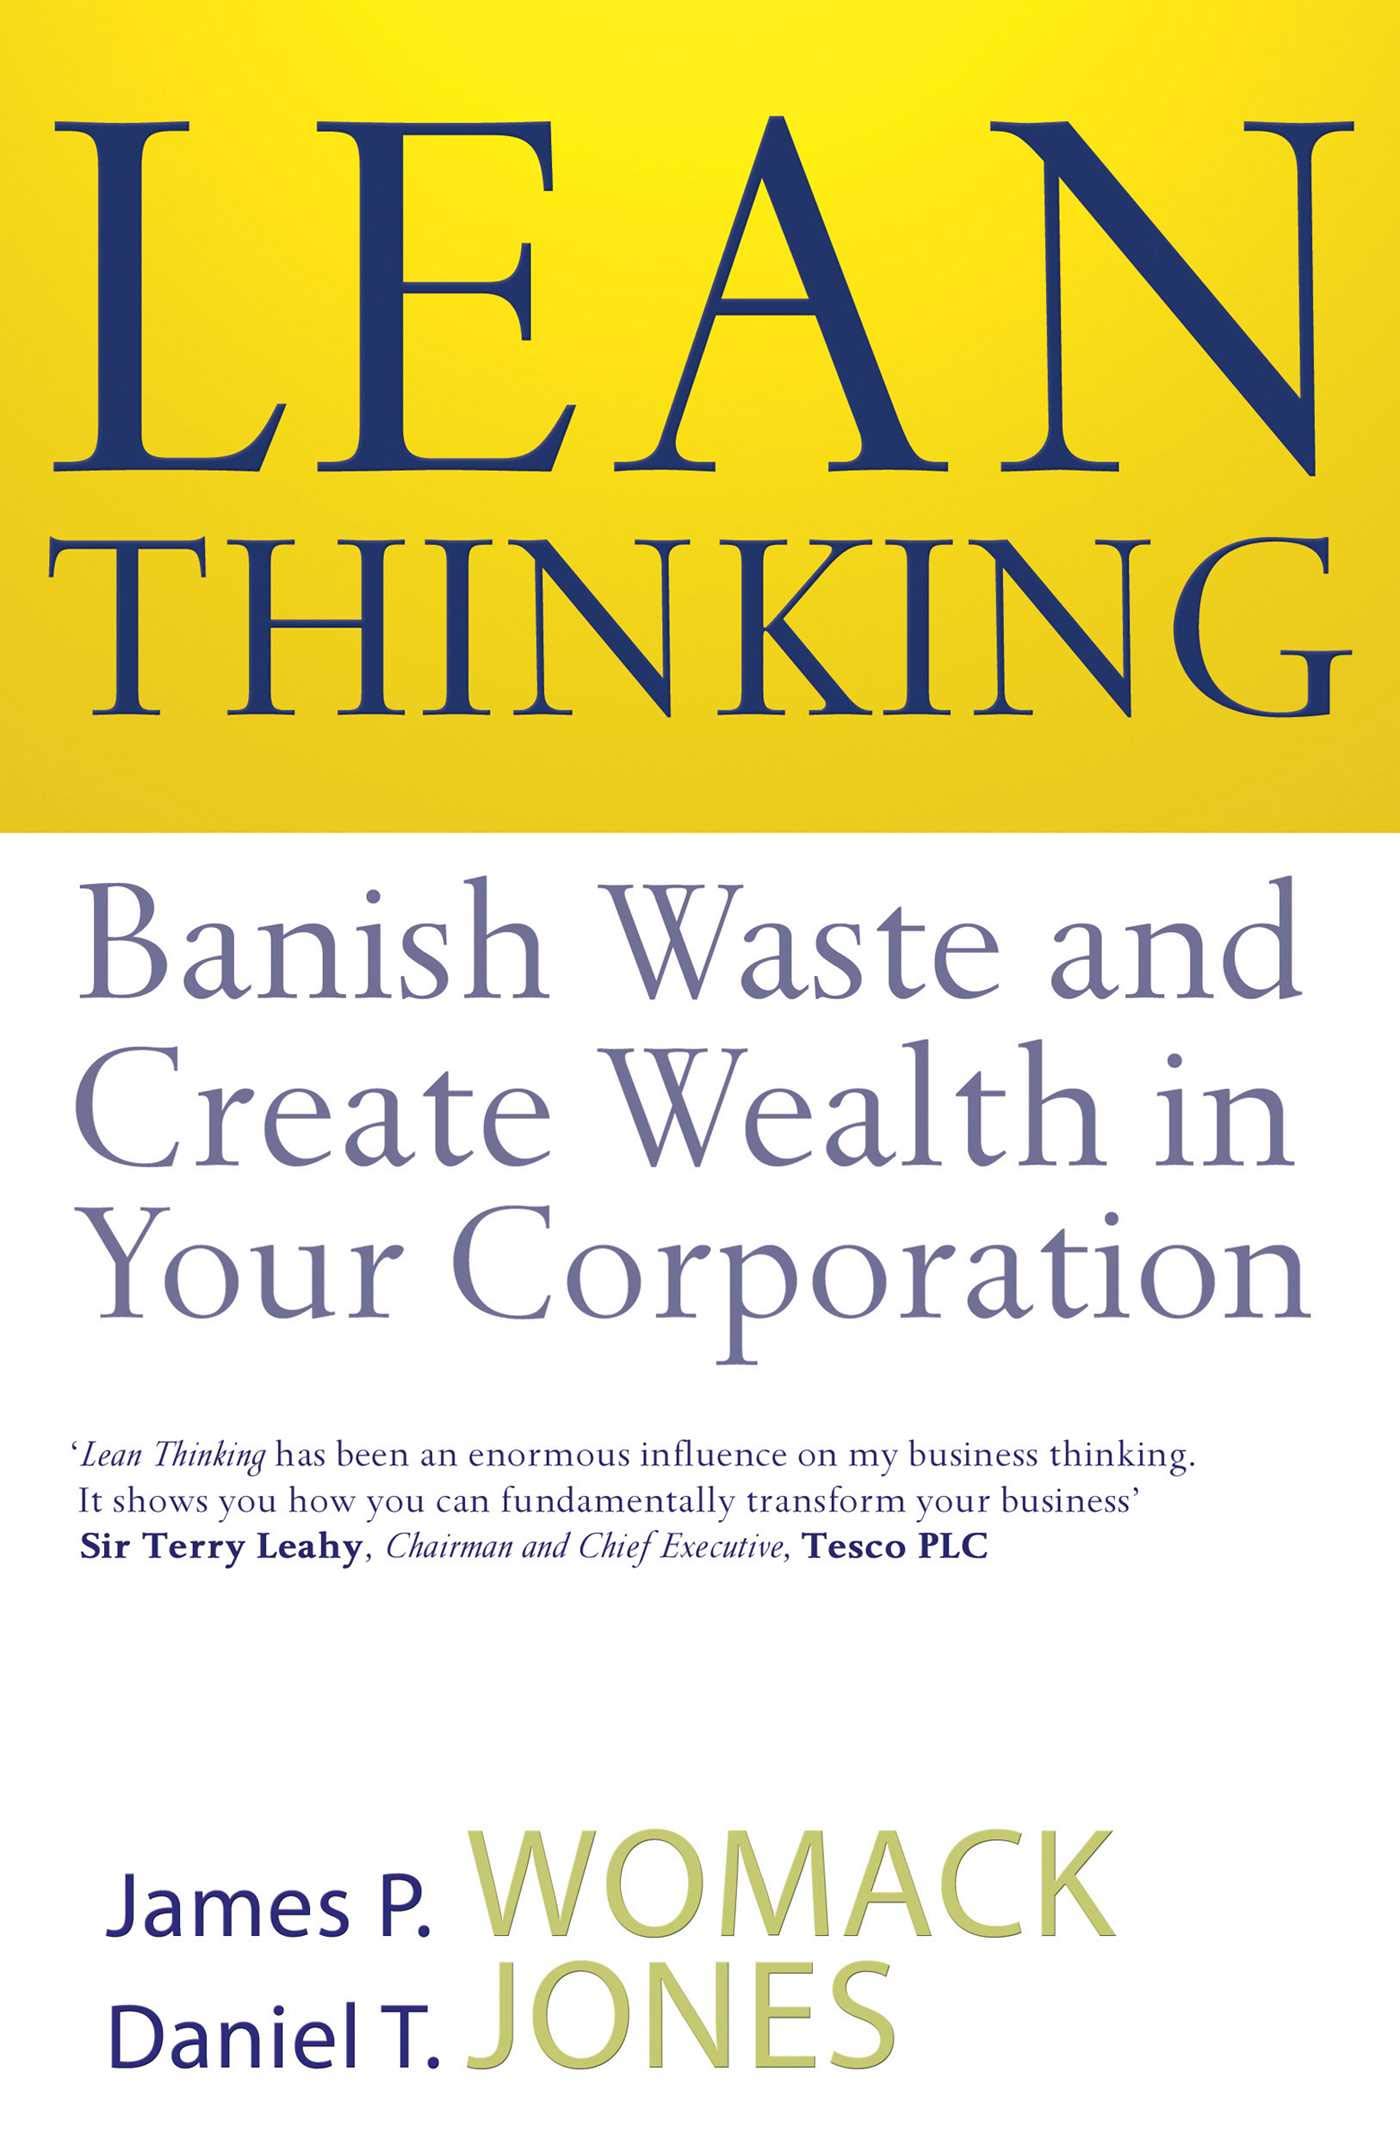 LEAN
THINKING
Banish Waste and
Create Wealth in
Your Corporation
‘Lean Thinking has been an enormous influence on my business thinking.
It shows you how you can fundamentally transform your business’
Sir Terry Leahy, Chairman and Chief Executive, Tesco PLC
James P. WOMACK
Daniel T. JONES